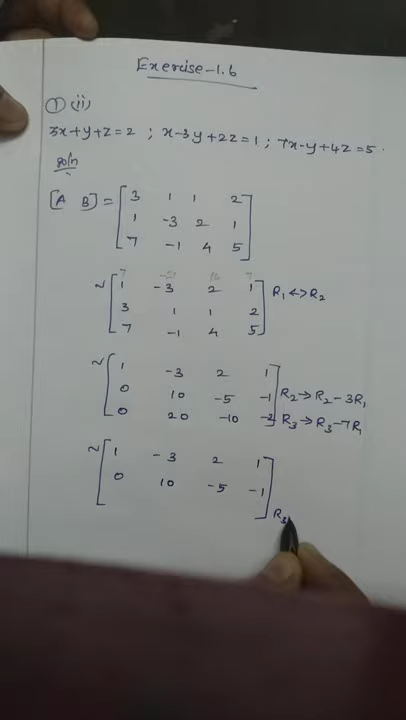 Exercise-1.6
① (ii)
3x+y+z=2 ; x-3y+2z=1 ; 7x-y+4z=5.
soln
[A B] = [3 1 1 2
1 -3 2 1
7 -1 4 5]
7 7
~ [1 -3 2 1
3 1 1 2
7 -1 4 5] R₁↔R₂
~ [1 -3 2 1
0 10 -5 -1
0 20 -10 -2] R₂→R₂-3R₁
R₃→R₃-7R₁
~ [1 -3 2 1
0 10 -5 -1
] R₃